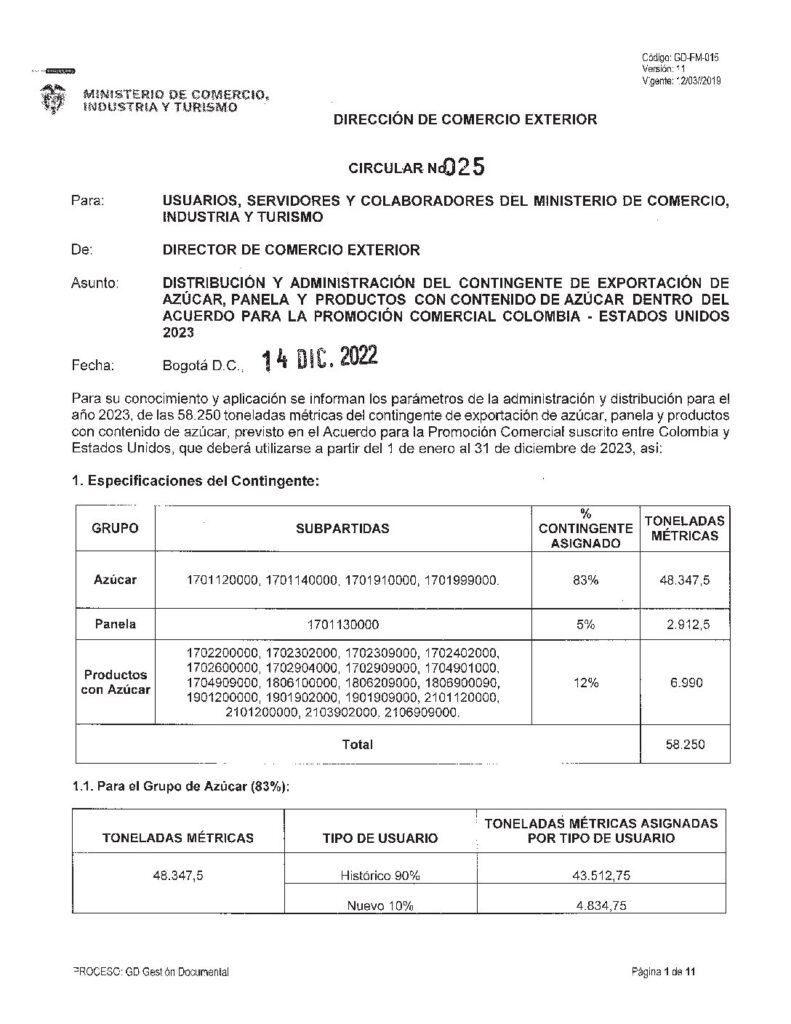 Código: GD-FM-016
Versión: 11
Vigente: 12/03//2019
MINISTERIO DE COMERCIO,
INDUSTRIA Y TURISMO
DIRECCIÓN DE COMERCIO EXTERIOR
CIRCULAR No 025
Para: USUARIOS, SERVIDORES Y COLABORADORES DEL MINISTERIO DE COMERCIO,
INDUSTRIA Y TURISMO
De: DIRECTOR DE COMERCIO EXTERIOR
Asunto: DISTRIBUCIÓN Y ADMINISTRACIÓN DEL CONTINGENTE DE EXPORTACIÓN DE
AZÚCAR, PANELA Y PRODUCTOS CON CONTENIDO DE AZÚCAR DENTRO DEL
ACUERDO PARA LA PROMOCIÓN COMERCIAL COLOMBIA - ESTADOS UNIDOS
2023
Fecha: Bogotá D.C., 14 DIC. 2022
Para su conocimiento y aplicación se informan los parámetros de la administración y distribución para el
año 2023, de las 58.250 toneladas métricas del contingente de exportación de azúcar, panela y productos
con contenido de azúcar, previsto en el Acuerdo para la Promoción Comercial suscrito entre Colombia y
Estados Unidos, que deberá utilizarse a partir del 1 de enero al 31 de diciembre de 2023, así:
1. Especificaciones del Contingente:
GRUPO SUBPARTIDAS % CONTINGENTE ASIGNADO TONELADAS MÉTRICAS
Azúcar 1701120000, 1701140000, 1701910000, 1701999000. 83% 48.347,5
Panela 1701130000 5% 2.912,5
Productos con Azúcar
1702200000, 1702302000, 1702309000, 1702402000,
1702600000, 1702904000, 1702909000, 1704901000,
1704909000, 1806100000, 1806209000, 1806900090,
1901200000, 1901902000, 1901909000, 2101120000,
2101200000, 2103902000, 2106909000.
12% 6.990
Total 58.250
1.1. Para el Grupo de Azúcar (83%):
TONELADAS MÉTRICAS TIPO DE USUARIO TONELADAS MÉTRICAS ASIGNADAS POR TIPO DE USUARIO
48.347,5 Histórico 90% 43.512,75
Nuevo 10% 4.834,75
PROCESO: GD Gestión Documental Página 1 de 11